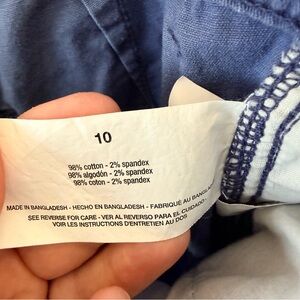 10
98% cotton - 2% spandex
98% algodón - 2% spandex
98% coton - 2% spandex
MADE IN BANGLADESH - HECHO EN BANGLADESH - FABRIQUÉ AU
SEE REVERSE FOR CARE - VER AL REVERSO PARA EL CUIDADO -
VOIR LES INSTRUCTIONS D'ENTRETIEN AU DOS